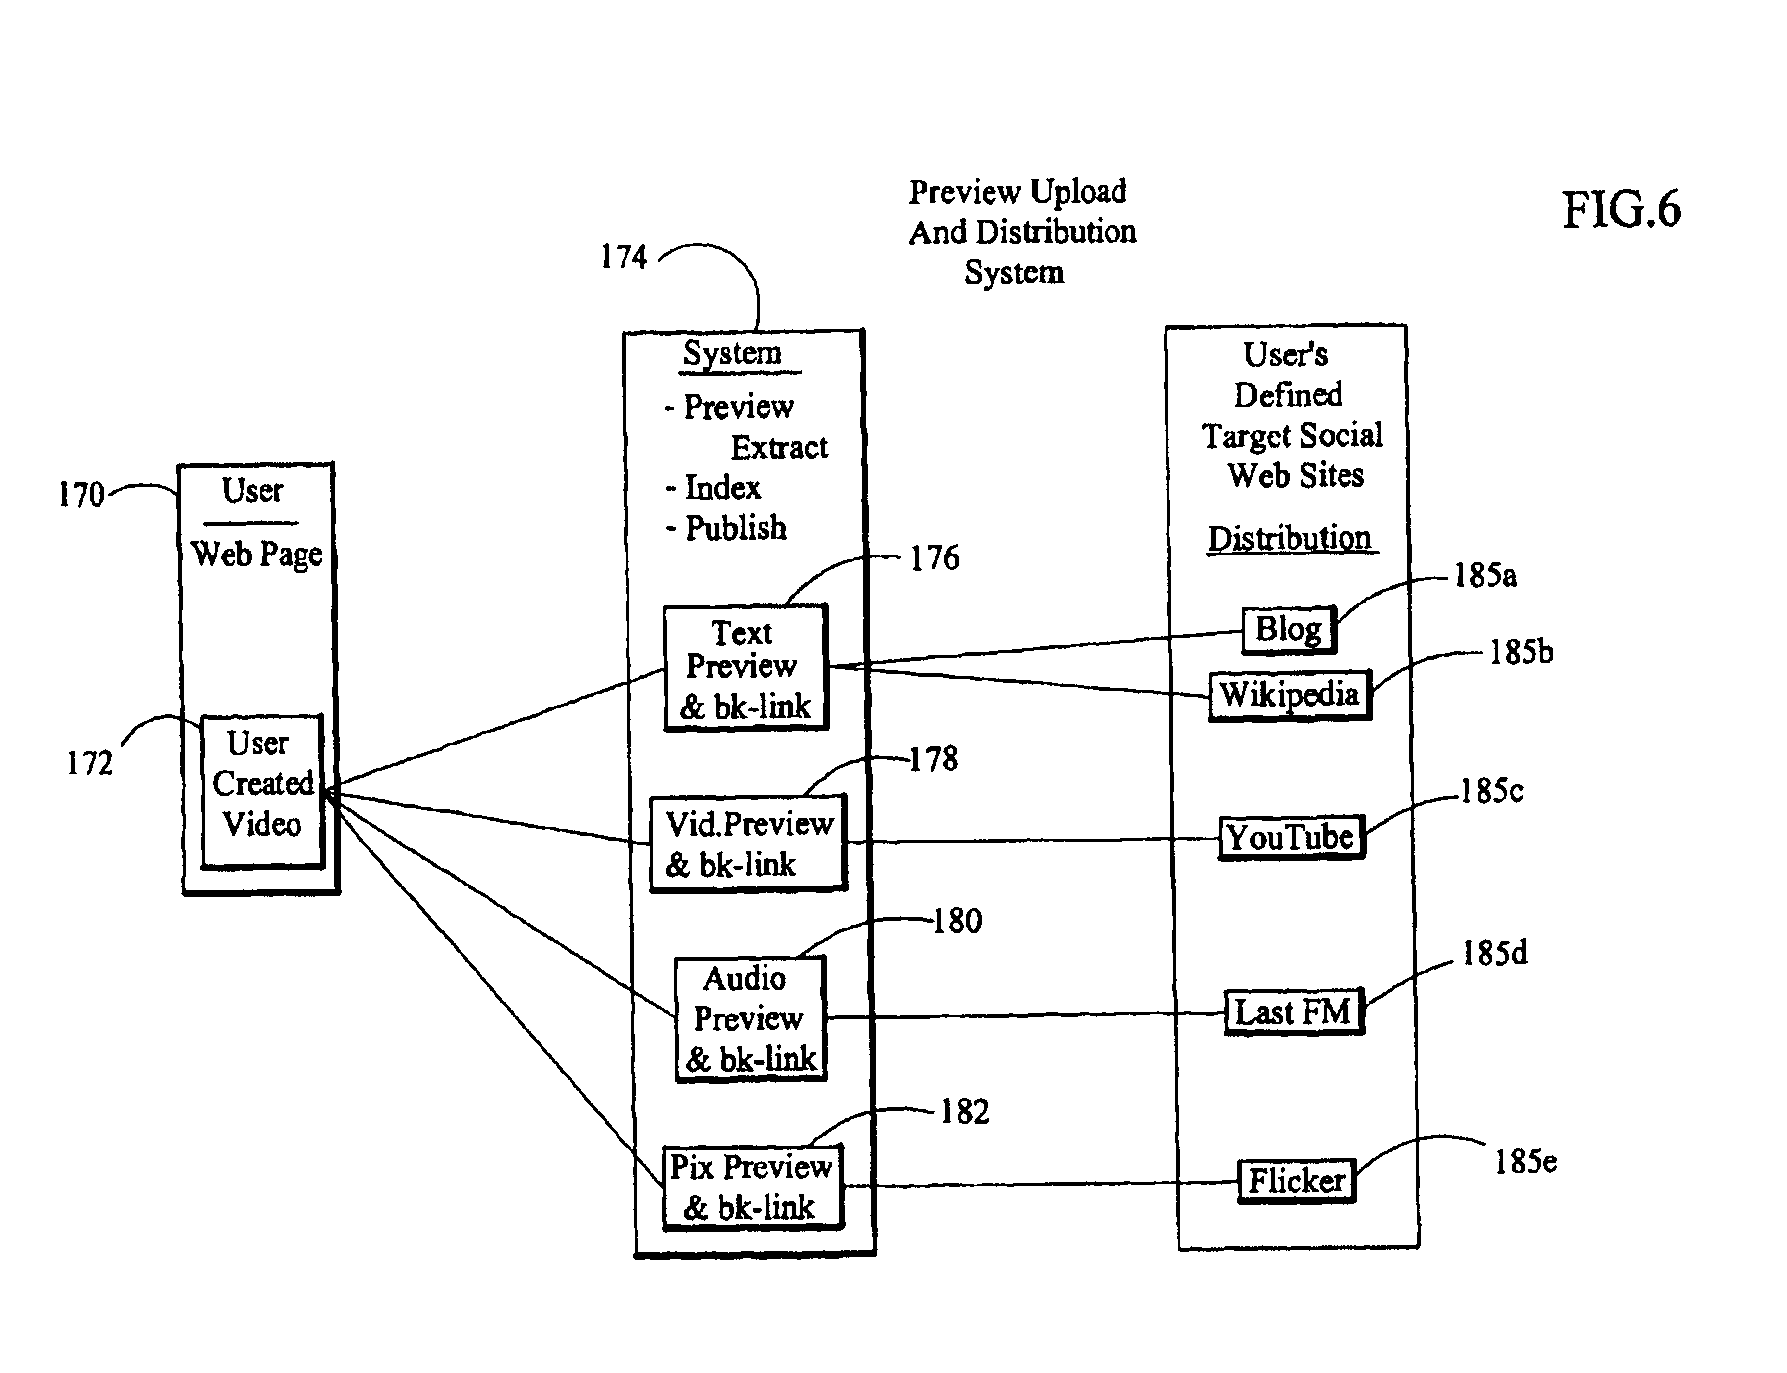 Preview Upload
And Distribution
System
FIG.6
174
System
- Preview
Extract
- Index
- Publish
User's
Defined
Target Social
Web Sites
Distribution
170
User
Web Page
172
User
Created
Video
176
Text
Preview
& bk-link
178
Vid.Preview
& bk-link
180
Audio
Preview
& bk-link
182
Pix Preview
& bk-link
185a
Blog
185b
Wikipedia
185c
YouTube
185d
Last FM
185e
Flicker